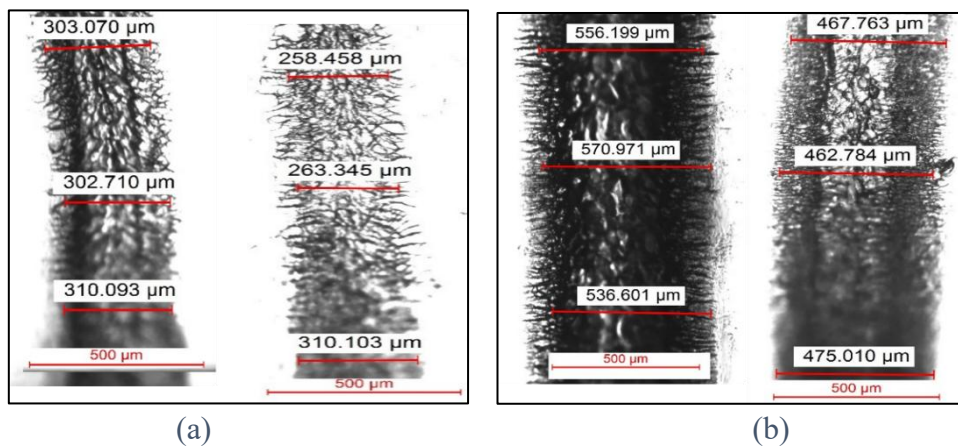 303.070 µm
302.710 µm
310.093 µm
500 µm
258.458 µm
263.345 µm
310.103 µm
500 µm
556.199 µm
570.971 µm
536.601 µm
500 µm
467.763 µm
462.784 µm
475.010 µm
500 µm
(a)
(b)